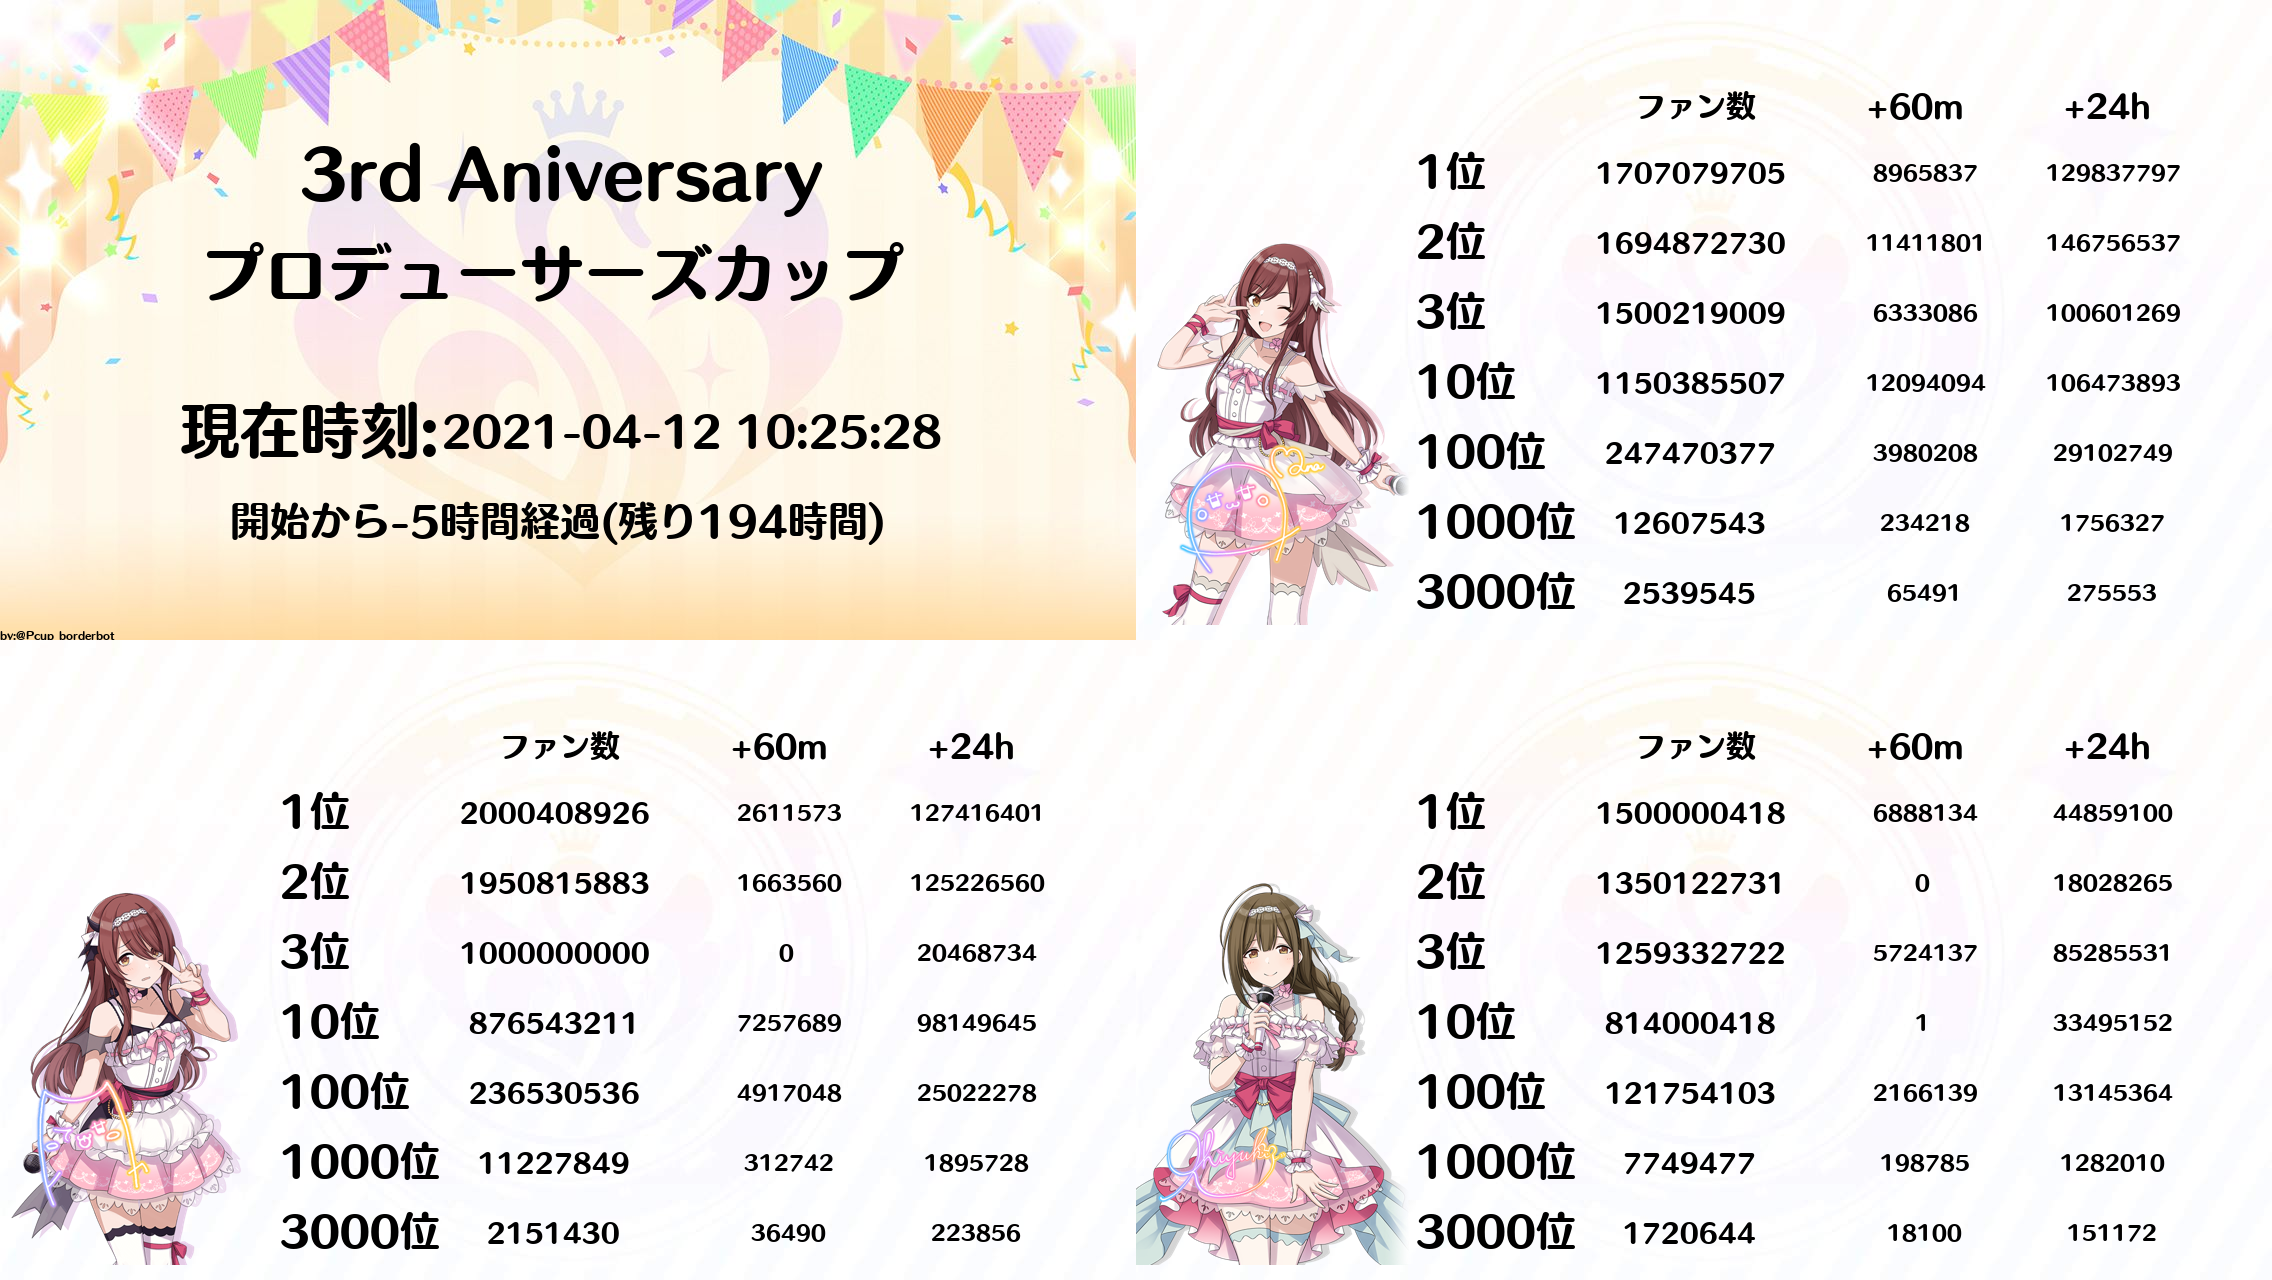 3rd Aniversary
プロデューサーズカップ
現在時刻:2021-04-12 10:25:28
開始から-5時間経過(残り194時間)
by:@Pcup_borderbot
ファン数 +60m +24h
1位 1707079705 8965837 129837797
2位 1694872730 11411801 146756537
3位 1500219009 6333086 100601269
10位 1150385507 12094094 106473893
100位 247470377 3980208 29102749
1000位 12607543 234218 1756327
3000位 2539545 65491 275553
ファン数 +60m +24h
1位 2000408926 2611573 127416401
2位 1950815883 1663560 125226560
3位 1000000000 0 20468734
10位 876543211 7257689 98149645
100位 236530536 4917048 25022278
1000位 11227849 312742 1895728
3000位 2151430 36490 223856
ファン数 +60m +24h
1位 1500000418 6888134 44859100
2位 1350122731 0 18028265
3位 1259332722 5724137 85285531
10位 814000418 1 33495152
100位 121754103 2166139 13145364
1000位 7749477 198785 1282010
3000位 1720644 18100 151172
Chiyuki